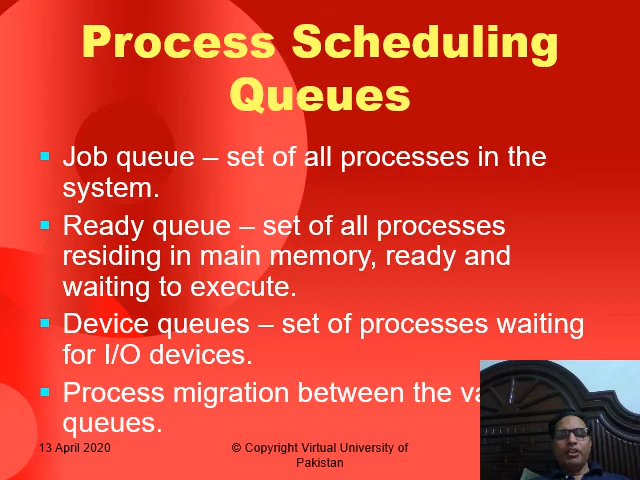 Process Scheduling
Queues
Job queue – set of all processes in the
system.
Ready queue – set of all processes
residing in main memory, ready and
waiting to execute.
Device queues – set of processes waiting
for I/O devices.
Process migration between the
queues.
13 April 2020
© Copyright Virtual University of
Pakistan